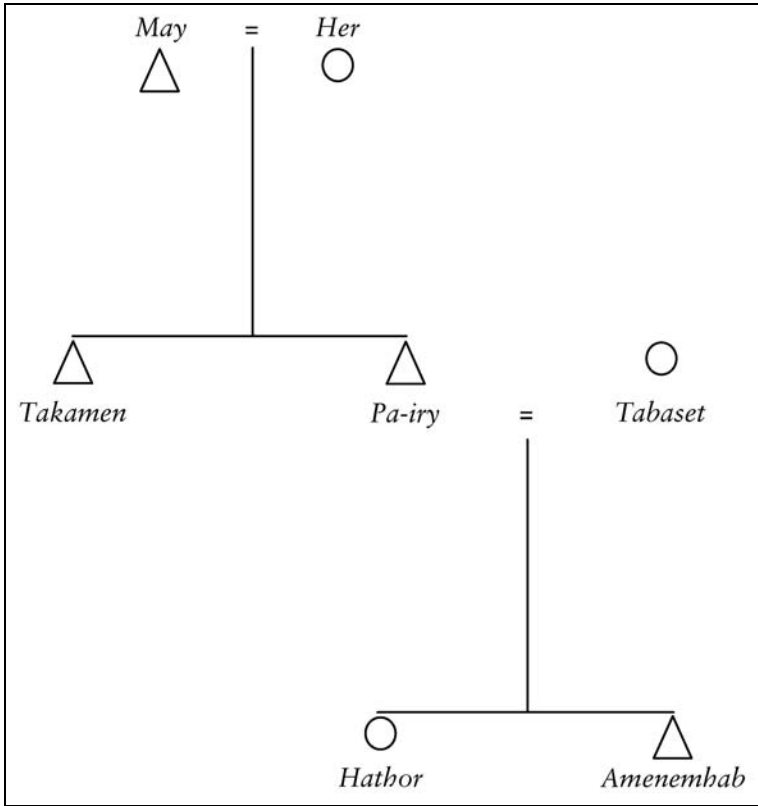 May = Her
Takamen
Pa-iry = Tabaset
Hathor Amenemhab